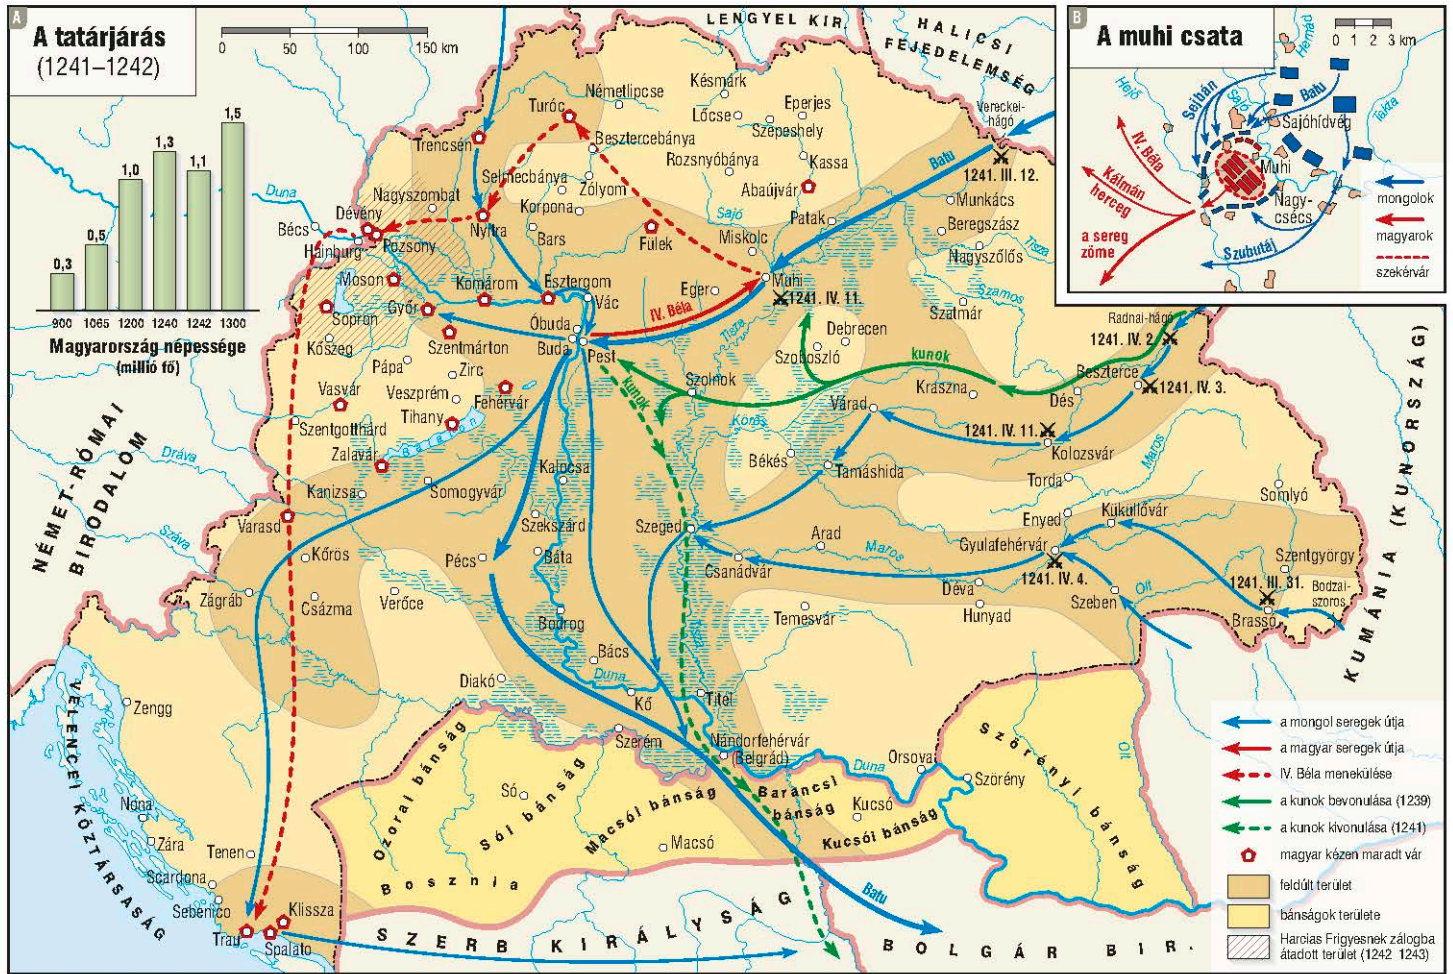 A
A tatárjárás
(1241–1242)
0 50 100 150 km
0,3
0,5
1,0
1,3
1,1
1,5
900 1065 1200 1240 1242 1300
Magyarország népessége
(millió fő)
LENGYEL KIR.
HALICSI
FEJEDELEMSÉG
Vereckei-
hágó
1241. III. 12.
Batu
Késmárk
Németlipcse
Lőcse
Eperjes
Szepeshely
Turóc
Besztercebánya
Trencsén
Rozsnyóbánya
Kassa
Selmecbánya
Zólyom
Abaújvár
Nagyszombat
Korpona
Sajó
Patak
Munkács
Duna
Dévény
Nyitra
Bars
Fülek
Miskolc
Beregszász
Tisza
Bécs
Hainburg
Pozsony
Nagyszőlős
Moson
Komárom
Esztergom
Vác
Eger
Muhi
1241. IV. 11.
Szamos
Sopron
Győr
IV. Béla
Szatmár
Radnai-hágó
1241. IV. 2.
Kőszeg
Szentmárton
Óbuda
Buda
Pest
Tisza
Debrecen
Szoboszló
kunok
Beszterce
1241. IV. 3.
Pápa
Zirc
Vasvár
Veszprém
Tihany
Fehérvár
kunok
Szolnok
Kraszna
Dés
Várad
Körös
1241. IV. 11.
Kolozsvár
Maros
Szentgotthárd
Zalavár
Balaton
Dráva
Kalocsa
Békés
Tamáshida
Torda
Kanizsa
Somogyvár
Somlyó
Varasd
Szekszárd
Szeged
Arad
Enyed
Küküllővár
Száva
Kőrös
Pécs
Báta
Maros
Csanádvár
Gyulafehérvár
1241. IV. 4.
Szentgyörgy
1241. III. 31.
Bodzai-
szoros
Zágráb
Csázma
Verőce
Bodrog
Temesvár
Déva
Hunyad
Szeben
Olt
Brassó
Bács
Duna
Diakó
Kő
Titel
Zengg
Szerém
Nándorfehérvár
(Belgrád)
Duna
Orsova
Szörény
Olt
Só
Kucsó
Macsó
Nóna
Zára
Tenen
Scardona
Sebenico
Klissza
Trau
Spalato
Batu
NÉMET-RÓMAI
BIRODALOM
VELENCEI KÖZTÁRSASÁG
Ozorai bánság
Sói bánság
Macsói bánság
Barancsi
bánság
Kucsói bánság
Szörényi bánság
Bosznia
SZERB KIRÁLYSÁG
BOLGÁR BIR.
KUMÁNIA (KUNORSZÁG)
B
A muhi csata
0 1 2 3 km
Hernád
Hejő
Sajó
Takta
Sejbán
Batu
Sajóhídvég
IV. Béla
Kálmán
herceg
Muhi
Nagy-
csécs
a sereg
zöme
Szubutáj
mongolok
magyarok
szekérvár
a mongol seregek útja
a magyar seregek útja
IV. Béla menekülése
a kunok bevonulása (1239)
a kunok kivonulása (1241)
magyar kézen maradt vár
feldúlt terület
bánságok területe
Harcias Frigyesnek zálogba
átadott terület (1242 1243)